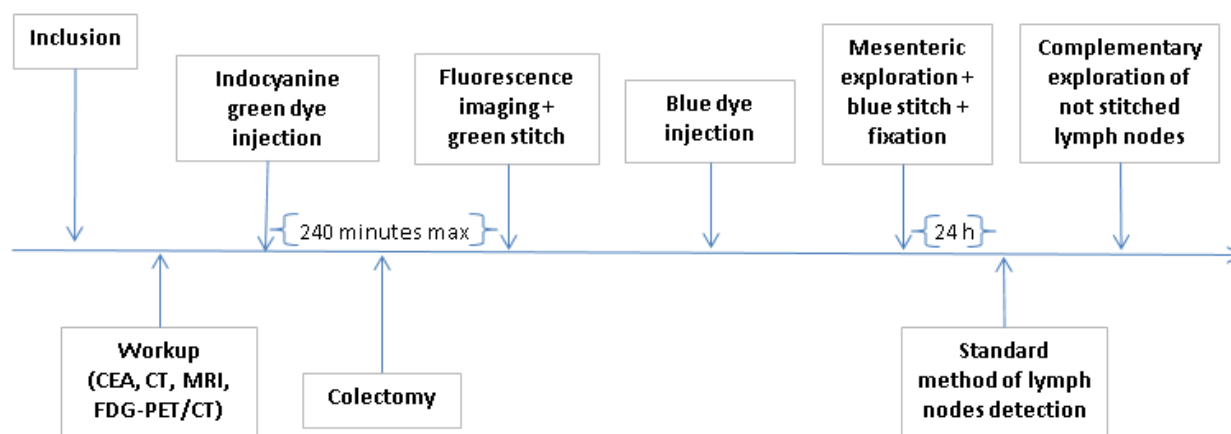 Inclusion
Indocyanine
green dye
injection
Fluorescence
imaging +
green stitch
Blue dye
injection
Mesenteric
exploration +
blue stitch +
fixation
Complementary
exploration of
not stitched
lymph nodes
240 minutes max
24 h
Workup
(CEA, CT, MRI,
FDG-PET/CT)
Colectomy
Standard
method of lymph
nodes detection